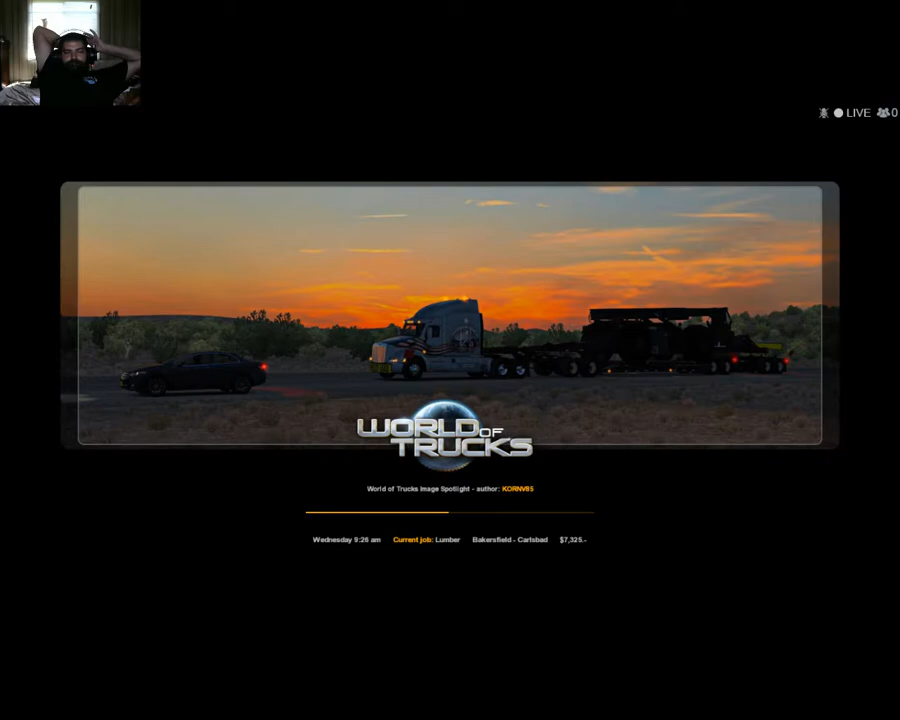 LIVE 0
WORLD OF
TRUCKS
World of Trucks Image Spotlight - author: KORNV85
Wednesday 9:26 am Current job: Lumber Bakersfield - Carlsbad $7,325.-